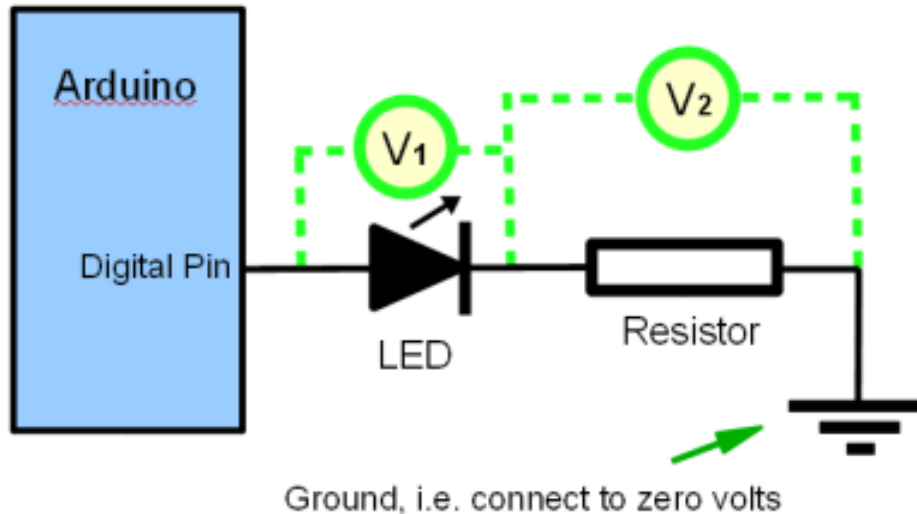 Arduino
V1
V2
Digital Pin
LED
Resistor
Ground, i.e. connect to zero volts